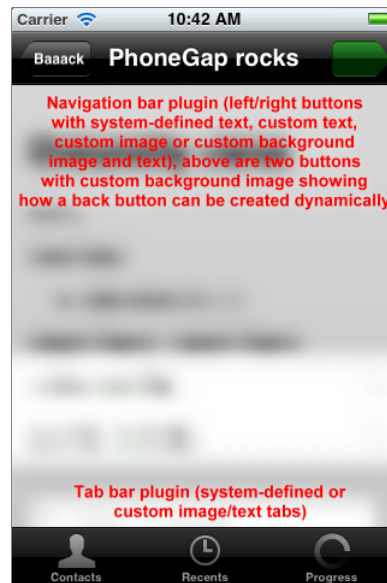 Carrier 10:42 AM
Baaack PhoneGap rocks
Navigation bar plugin (left/right buttons
with system-defined text, custom text,
custom image or custom background
image and text), above are two buttons
with custom background image showing
how a back button can be created dynamically
Tab bar plugin (system-defined or
custom image/text tabs)
Contacts Recents Progress